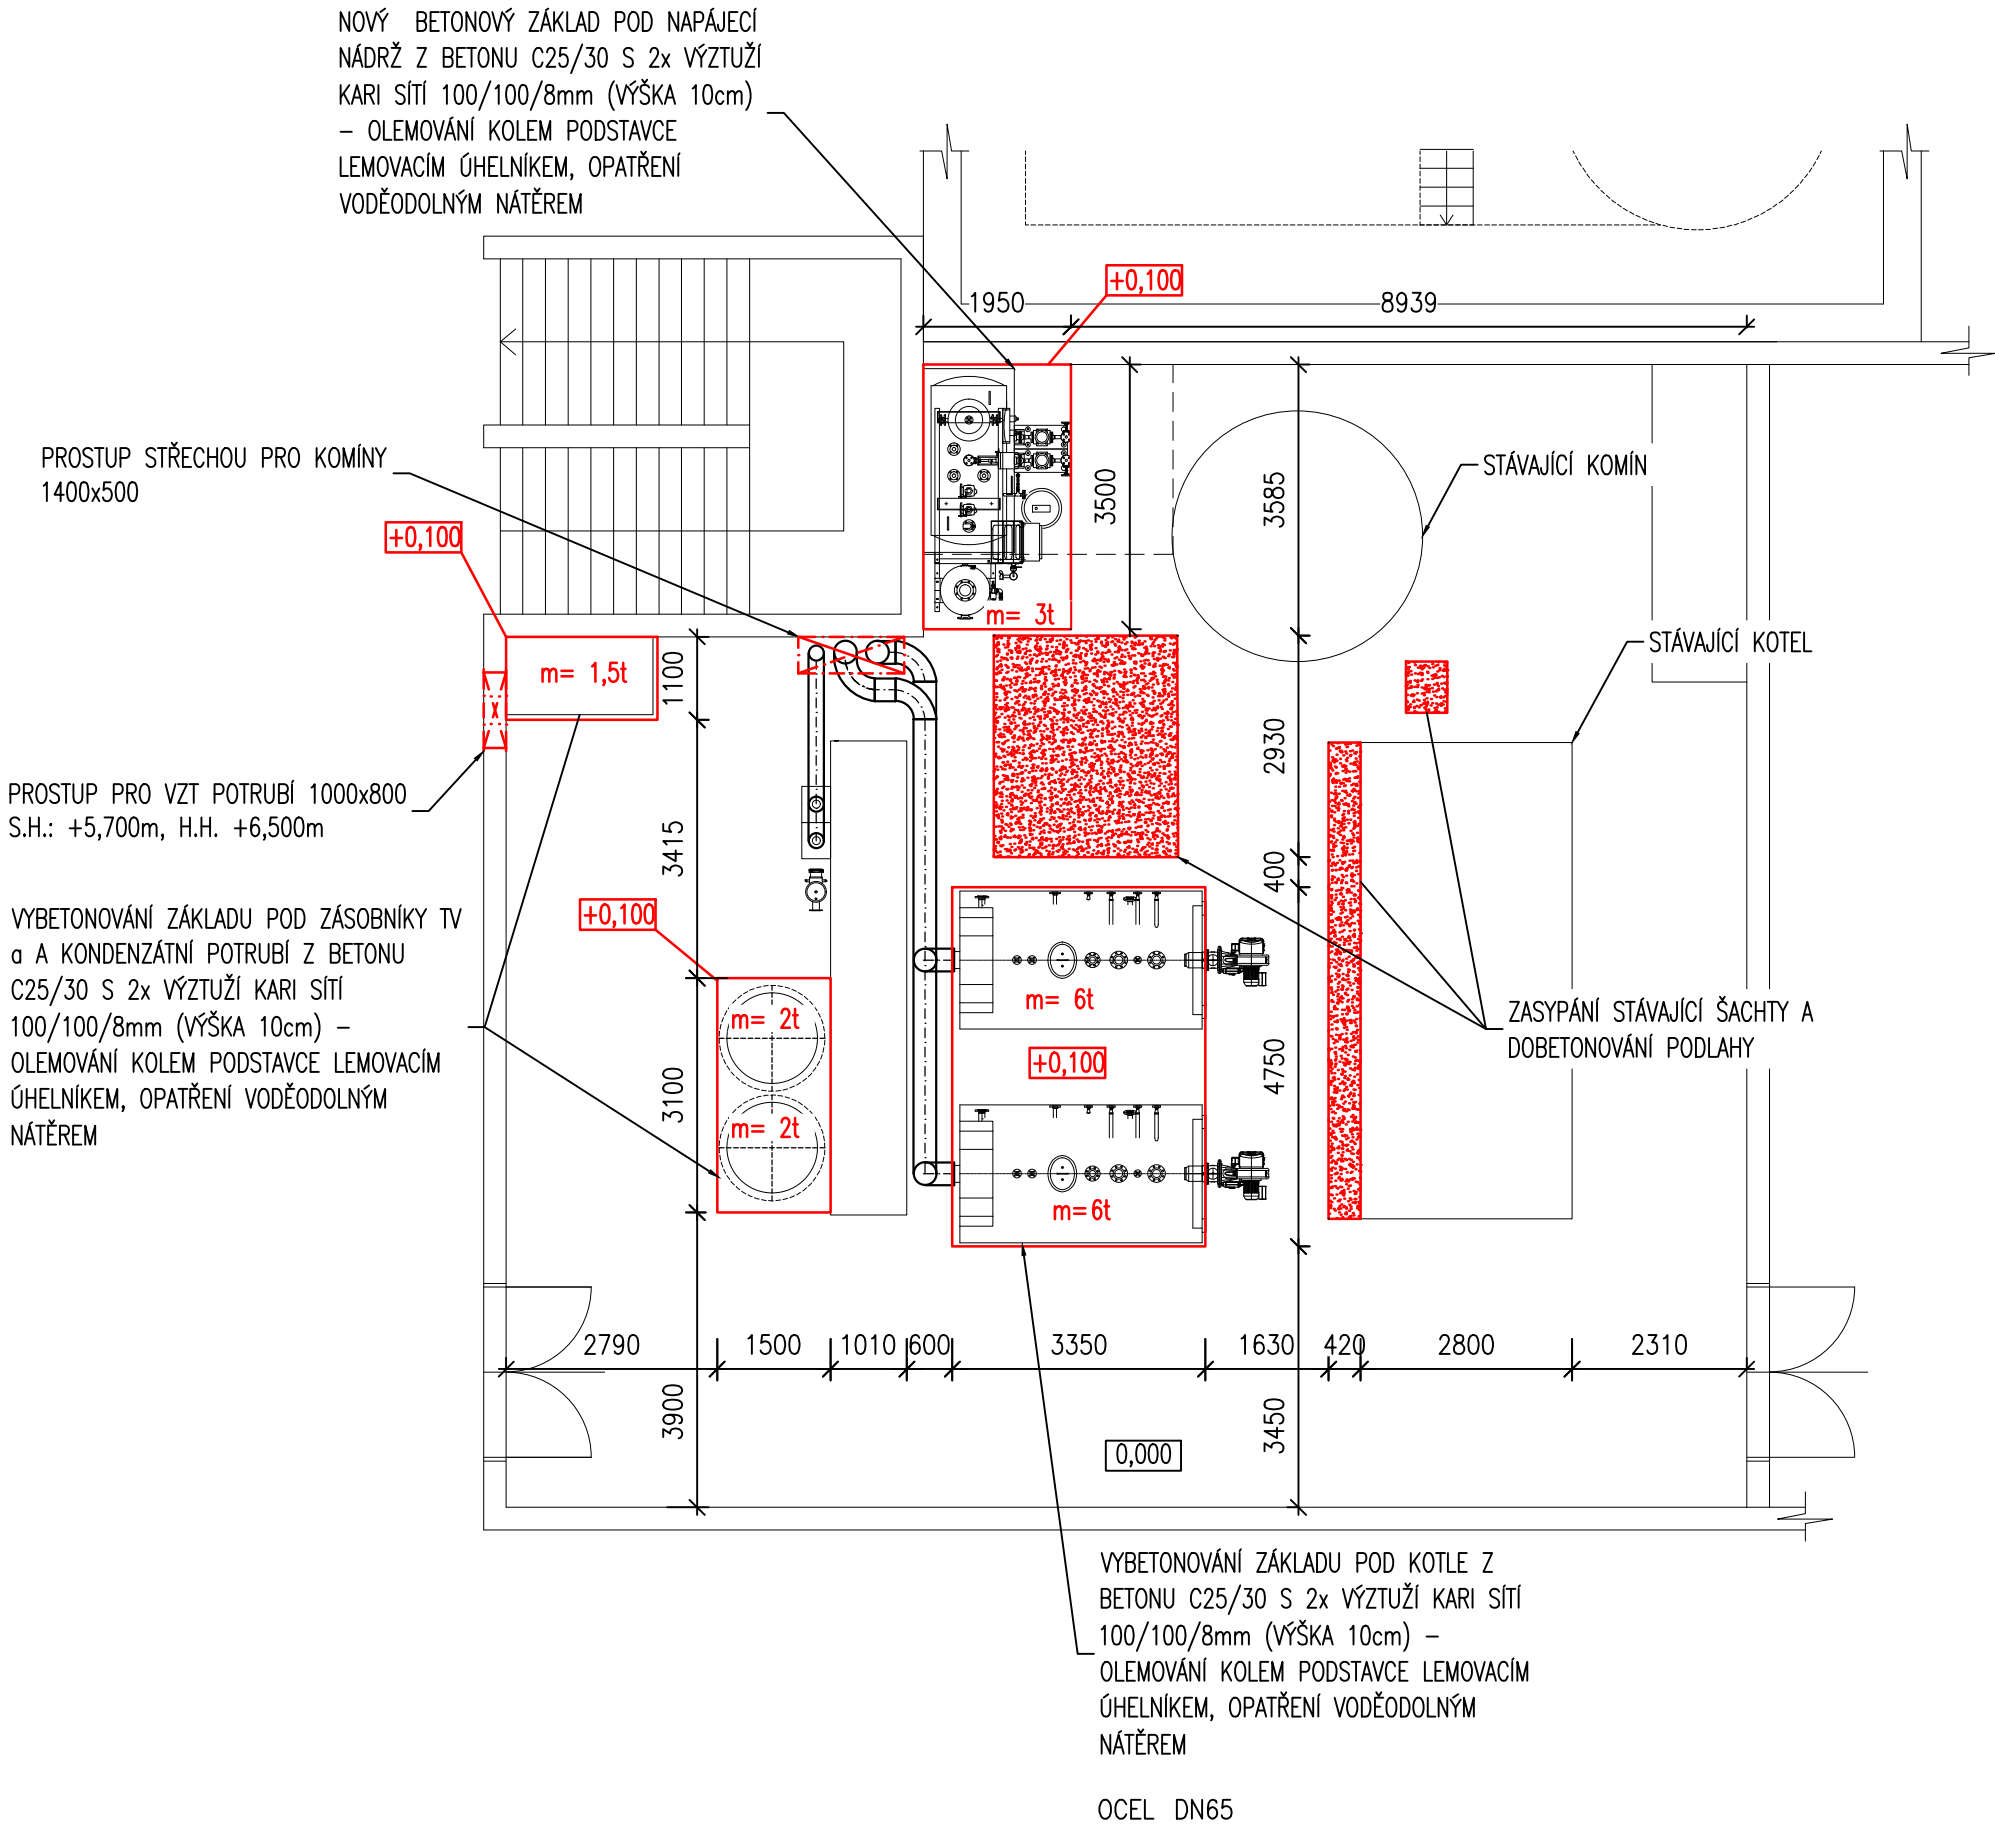 NOVÝ BETONOVÝ ZÁKLAD POD NAPÁJECÍ
NÁDRŽ Z BETONU C25/30 S 2x VÝZTUŽÍ
KARI SÍTÍ 100/100/8mm (VÝŠKA 10cm)
– OLEMOVÁNÍ KOLEM PODSTAVCE
LEMOVACÍM ÚHELNÍKEM, OPATŘENÍ
VODĚODOLNÝM NÁTĚREM
+0,100
1950
8939
PROSTUP STŘECHOU PRO KOMÍNY
1400x500
STÁVAJÍCÍ KOMÍN
3500
3585
+0,100
m= 3t
STÁVAJÍCÍ KOTEL
m= 1,5t
1100
2930
PROSTUP PRO VZT POTRUBÍ 1000x800
S.H.: +5,700m, H.H. +6,500m
3415
400
VYBETONOVÁNÍ ZÁKLADU POD ZÁSOBNÍKY TV
a A KONDENZÁTNÍ POTRUBÍ Z BETONU
C25/30 S 2x VÝZTUŽÍ KARI SÍTÍ
100/100/8mm (VÝŠKA 10cm) –
OLEMOVÁNÍ KOLEM PODSTAVCE LEMOVACÍM
ÚHELNÍKEM, OPATŘENÍ VODĚODOLNÝM
NÁTĚREM
+0,100
m= 2t
m= 6t
ZASYPÁNÍ STÁVAJÍCÍ ŠACHTY A
DOBETONOVÁNÍ PODLAHY
+0,100
3100
4750
m= 2t
m=6t
2790
1500
1010
600
3350
1630
420
2800
2310
3900
3450
0,000
VYBETONOVÁNÍ ZÁKLADU POD KOTLE Z
BETONU C25/30 S 2x VÝZTUŽÍ KARI SÍTÍ
100/100/8mm (VÝŠKA 10cm) –
OLEMOVÁNÍ KOLEM PODSTAVCE LEMOVACÍM
ÚHELNÍKEM, OPATŘENÍ VODĚODOLNÝM
NÁTĚREM
OCEL DN65